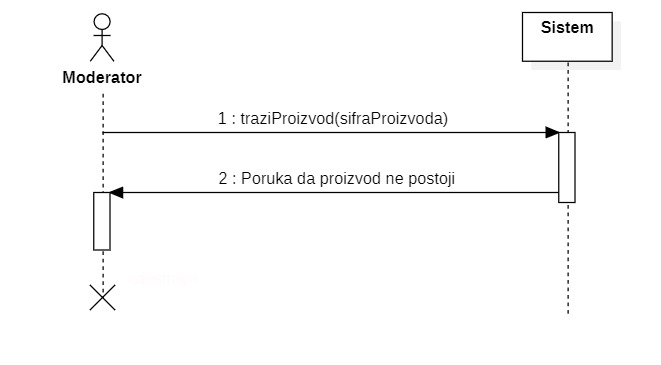 Sistem
Moderator
1 : traziProizvod(sifraProizvoda)
2 : Poruka da proizvod ne postoji